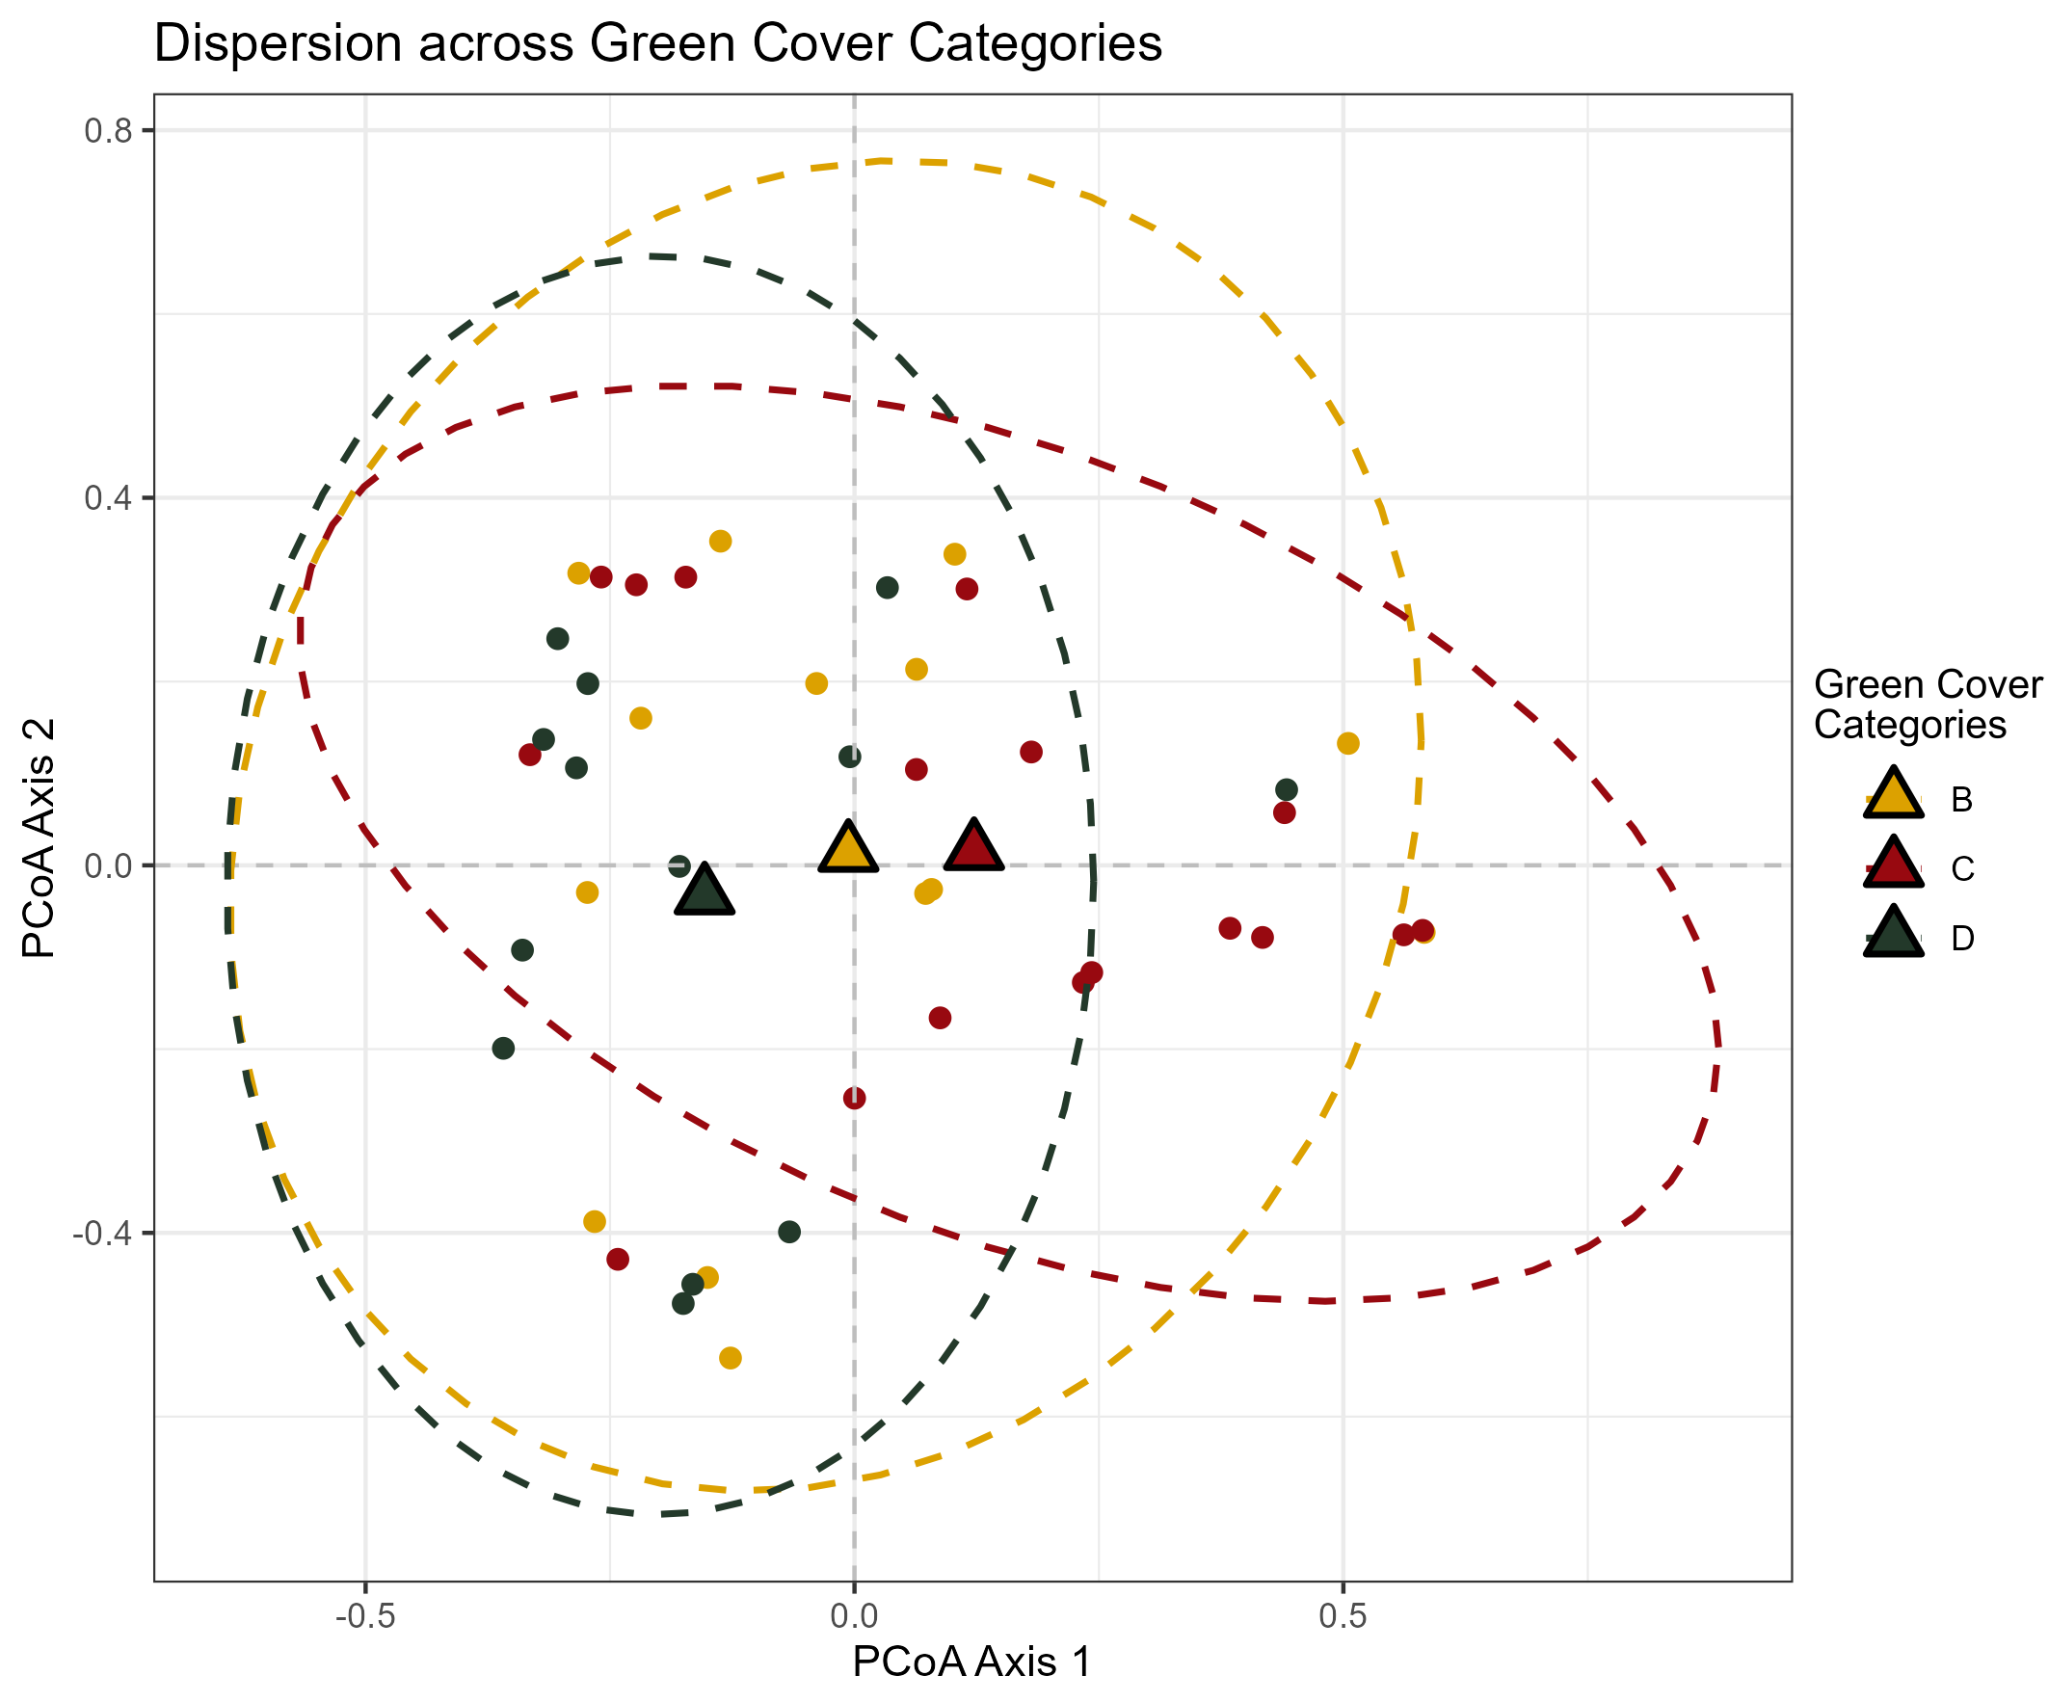 Dispersion across Green Cover Categories
0.8
0.4
0.0
-0.4
PCoA Axis 2
-0.5
0.0
0.5
PCoA Axis 1
Green Cover
Categories
B
C
D